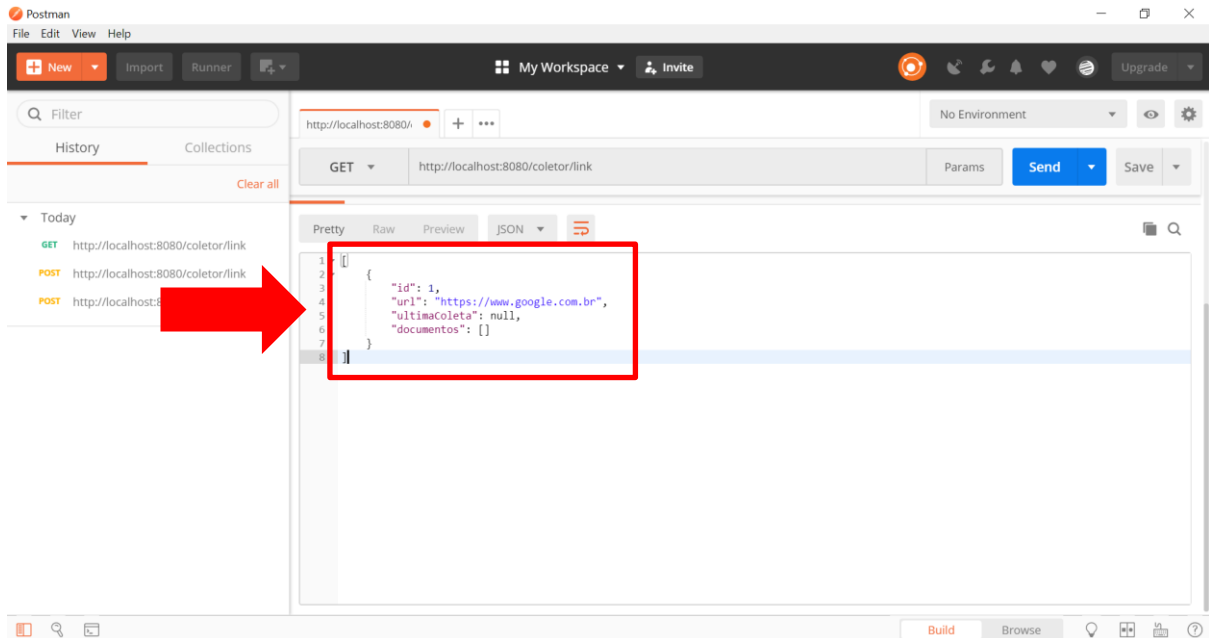 Postman
File Edit View Help
New Import Runner My Workspace Invite Upgrade
Filter
History Collections
Clear all
Today
GET http://localhost:8080/coletor/link
POST http://localhost:8080/coletor/link
POST http://localhost:8
http://localhost:8080/
No Environment
GET http://localhost:8080/coletor/link Params Send Save
Pretty Raw Preview JSON
1 [
2 {
3 "id": 1,
4 "url": "https://www.google.com.br",
5 "ultimaColeta": null,
6 "documentos": []
7 }
8 ]
Build Browse